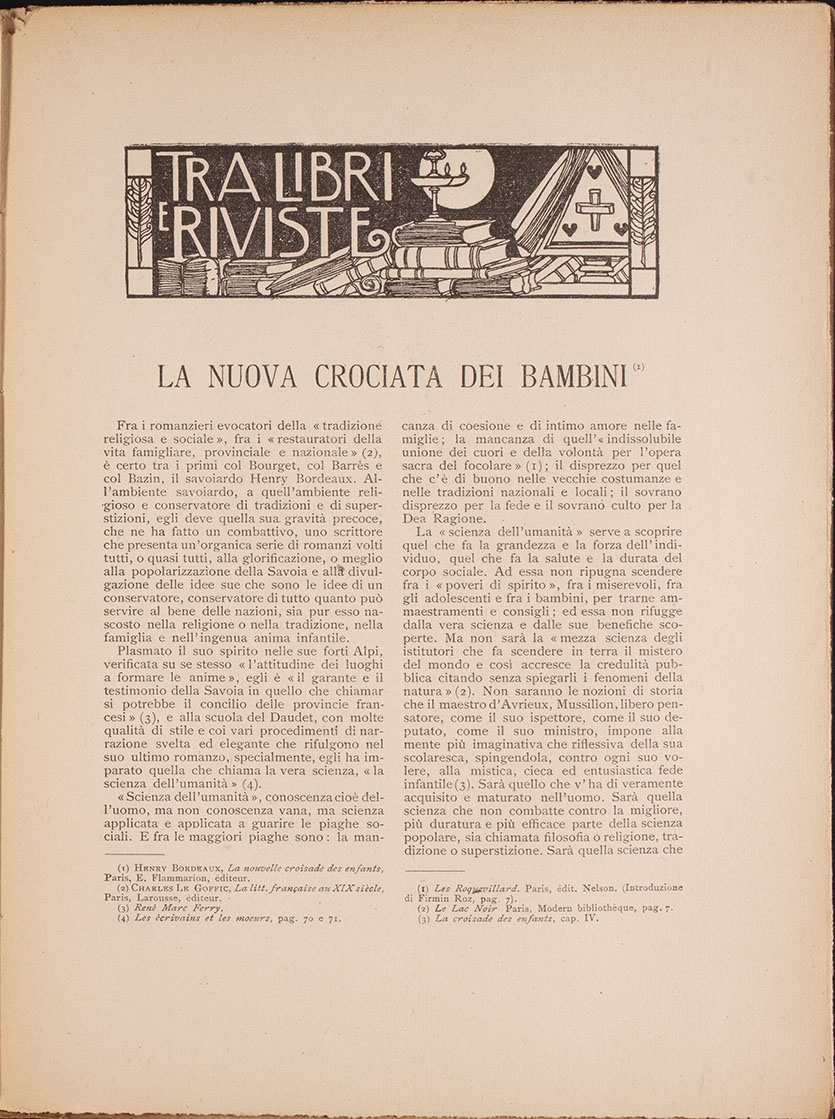 TRA LIBRI
E RIVISTE
LA NUOVA CROCIATA DEI BAMBINI (1)
Fra i romanzieri evocatori della « tradizione
religiosa e sociale », fra i « restauratori della
vita famigliare, provinciale e nazionale » (2),
è certo tra i primi col Bourget, col Barrès e
col Bazin, il savoiardo Henry Bordeaux. Al-
l'ambiente savoiardo, a quell'ambiente reli-
gioso e conservatore di tradizioni e di super-
stizioni, egli deve quella sua gravità precoce,
che ne ha fatto un combattivo, uno scrittore
che presenta un'organica serie di romanzi volti
tutti, o quasi tutti, alla glorificazione, o meglio
alla popolarizzazione della Savoia e alla divul-
gazione delle idee sue che sono le idee di un
conservatore, conservatore di tutto quanto può
servire al bene delle nazioni, sia pur esso na-
scosto nella religione o nella tradizione, nella
famiglia e nell'ingenua anima infantile.
Plasmato il suo spirito nelle sue forti Alpi,
verificata su se stesso « l'attitudine dei luoghi
a formare le anime », egli è « il garante e il
testimonio della Savoia in quello che chiamar
si potrebbe il concilio delle provincie fran-
cesi » (3), e alla scuola del Daudet, con molte
qualità di stile e coi vari procedimenti di nar-
razione svelta ed elegante che rifulgono nel
suo ultimo romanzo, specialmente, egli ha im-
parato quella che chiama la vera scienza, « la
scienza dell'umanità » (4).
« Scienza dell'umanità », conoscenza cioè del-
l'uomo, ma non conoscenza vana, ma scienza
applicata e applicata a guarire le piaghe so-
ciali. E fra le maggiori piaghe sono : la man-
(1) HENRY BORDEAUX, La nouvelle croisade des enfants,
Paris, E. Flammarion, éditeur.
(2) CHARLES LE GOFFIC, La litt. française au XIX siècle,
Paris, Larousse, éditeur.
(3) René Marc Ferry.
(4) Les écrivains et les moeurs, pag. 70 e 71.
canza di coesione e di intimo amore nelle fa-
miglie ; la mancanza di quell'« indissolubile
unione dei cuori e della volontà per l'opera
sacra del focolare » (1) ; il disprezzo per quel
che c'è di buono nelle vecchie costumanze e
nelle tradizioni nazionali e locali ; il sovrano
disprezzo per la fede e il sovrano culto per la
Dea Ragione.
La « scienza dell'umanità » serve a scoprire
quel che fa la grandezza e la forza dell'indi-
viduo, quel che fa la salute e la durata del
corpo sociale. Ad essa non ripugna scendere
fra i « poveri di spirito », fra i miserevoli, fra
gli adolescenti e fra i bambini, per trarne am-
maestramenti e consigli ; ed essa non rifugge
dalla vera scienza e dalle sue benefiche sco-
perte. Ma non sarà la « mezza scienza degli
istitutori che fa scendere in terra il mistero
del mondo e così accresce la credulità pub-
blica citando senza spiegarli i fenomeni della
natura » (2). Non saranno le nozioni di storia
che il maestro d'Avrieux, Mussillon, libero pen-
satore, come il suo ispettore, come il suo de-
putato, come il suo ministro, impone alla
mente più imaginativa che riflessiva della sua
scolaresca, spingendola, contro ogni suo vo-
lere, alla mistica, cieca ed entusiastica fede
infantile (3). Sarà quello che v'ha di veramente
acquisito e maturato nell'uomo. Sarà quella
scienza che non combatte contro la migliore,
più duratura e più efficace parte della scienza
popolare, sia chiamata filosofia o religione, tra-
dizione o superstizione. Sarà quella scienza che
(1) Les Roquevillard. Paris, édit. Nelson. (Introduzione
di Firmin Roz, pag. 7).
(2) Le Lac Noir Paris, Modern bibliothèque, pag. 7.
(3) La croisade des enfants, cap. IV.